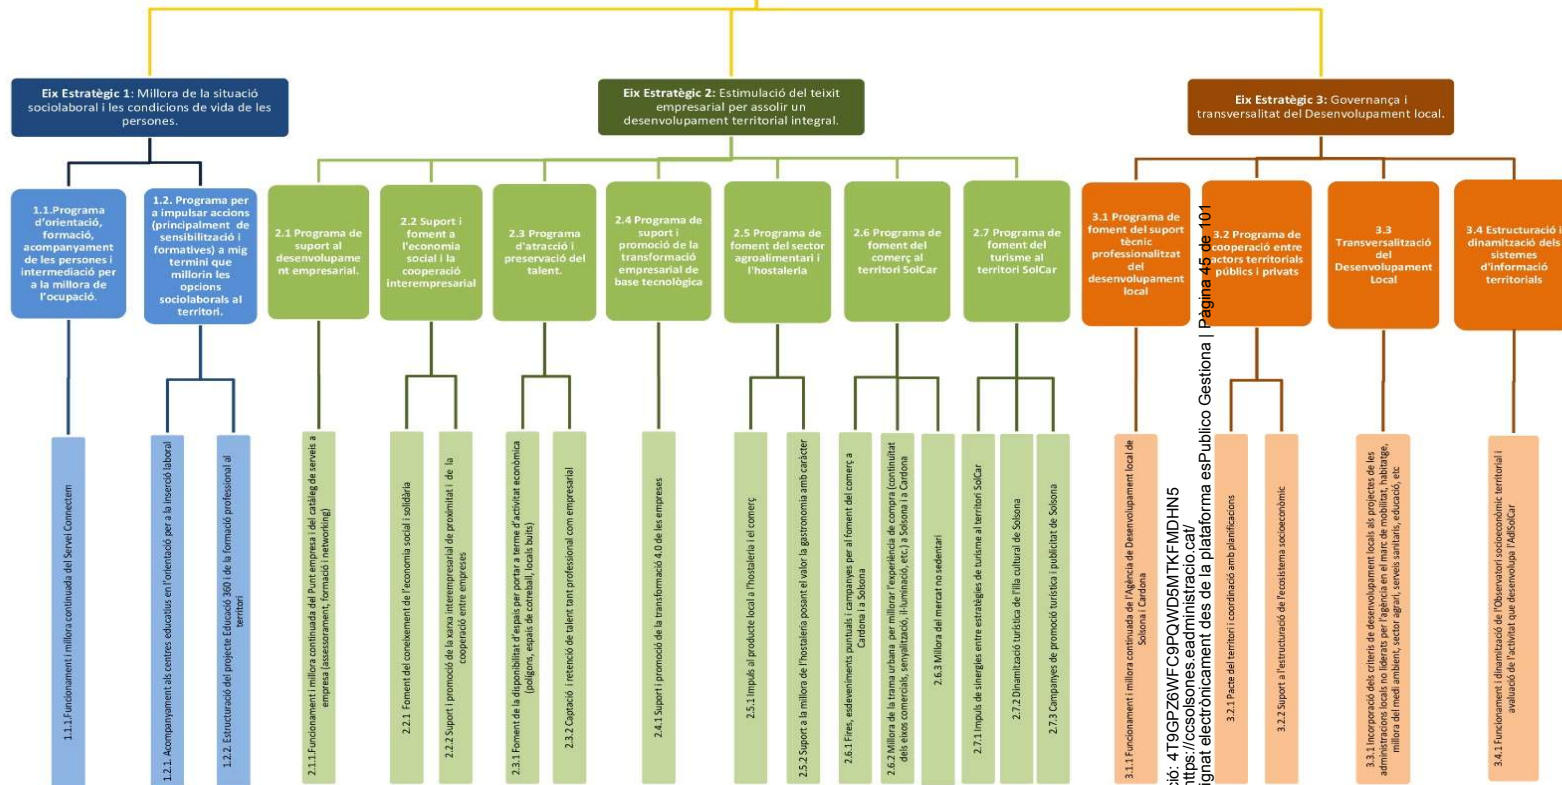 Eix Estratègic 1: Millora de la situació
sociolaboral i les condicions de vida de les
persones.
Eix Estratègic 2: Estimulació del teixit
empresarial per assolir un
desenvolupament territorial integral.
Eix Estratègic 3: Governança i
transversalitat del Desenvolupament local.
1.1.Programa
d'orientació,
formació,
acompanyament
de les persones i
intermediació per
a la millora de
l'ocupació.
1.2. Programa per
a impulsar accions
(principalment de
sensibilització i
formatives) a mig
termini que
millorin les
opcions
sociolaborals al
territori.
2.1 Programa de
suport al
desenvolupame
nt empresarial.
2.2 Suport i
foment a
l'economia
social i la
cooperació
interempresarial
2.3 Programa
d'atracció i
preservació del
talent.
2.4 Programa de
suport i
promoció de la
transformació
empresarial de
base tecnològica
2.5 Programa de
foment del sector
agroalimentari i
l'hostaleria
2.6 Programa de
foment del
comerç al
territori SolCar
2.7 Programa de
foment del
turisme al
territori SolCar
3.1 Programa de
foment del suport
tècnic
professionalitzat
del
desenvolupament
local
3.2 Programa de
cooperació entre
actors territorials
públics i privats
3.3
Transversalització
del
Desenvolupament
Local
3.4 Estructuració i
dinamització dels
sistemes
d'informació
territorials
1.1.1.Funcionament i millora continuada del Servei Connectem
1.2.1. Acompanyament als centres educatius en l'orientació per a la inserció laboral
1.2.2. Estructuració del projecte Educació 360 i de la formació professional al
territori
2.1.1.Funcionament i millora continuada del Punt empresa i del catàleg de serveis a
empresa (assessorament, formació i networking)
2.2.1 Foment del coneixement de l'economia social i solidària
2.2.2 Suport i promoció de la xarxa interempresarial de proximitat i de la
cooperació entre empreses
2.3.1 Foment de la disponibilitat d'espais per portar a terme d'activitat econòmica
(polígons, espais de cotreball, locals buits)
2.3.2 Captació i retenció de talent tant professional com empresarial
2.4.1 Suport i promoció de la transformació 4.0 de les empreses
2.5.1 Impuls al producte local a l'hostaleria i el comerç
2.5.2 Suport a la millora de l'hostaleria posant el valor la gastronomia amb caràcter
2.6.1 Fires, esdeveniments puntuals i campanyes per al foment del comerç a
Cardona i a Solsona
2.6.2 Millora de la trama urbana per millorar l'experiència de compra (continuïtat
dels eixos comercials, senyalització, il·luminació, etc.) a Solsona i a Cardona
2.6.3 Millora del mercat no sedentari
2.7.1 Impuls de sinergies entre estratègies de turisme al territori SolCar
2.7.2 Dinamització turística de l'illa cultural de Solsona
2.7.3 Campanyes de promoció turística i publicitat de Solsona
3.1.1 Funcionament i millora continuada de l'Agència de Desenvolupament local de
Solsona i Cardona
3.2.1 Pacte del territori i coordinació amb planificacions
3.2.2 Suport a l'estructuració de l'ecosistema socioeconòmic
3.3.1 Incorporació dels criteris de desenvolupament locals als projectes de les
administracions locals no liderats per l'agència en el marc de mobilitat, habitatge,
millora del medi ambient, sector agrari, serveis sanitaris, educació, etc
3.4.1 Funcionament i dinamització de l'Observatori socioeconòmic territorial i
avaluació de l'activitat que desenvolupa l'AdlSolCar
ció: 4T9GPZ6WFC9PQWD5MTKFMDHN5
https://ccsolsones.eadministracio.cat/
ignat electrònicament des de la plataforma esPublico Gestiona | Pàgina 45 de 101